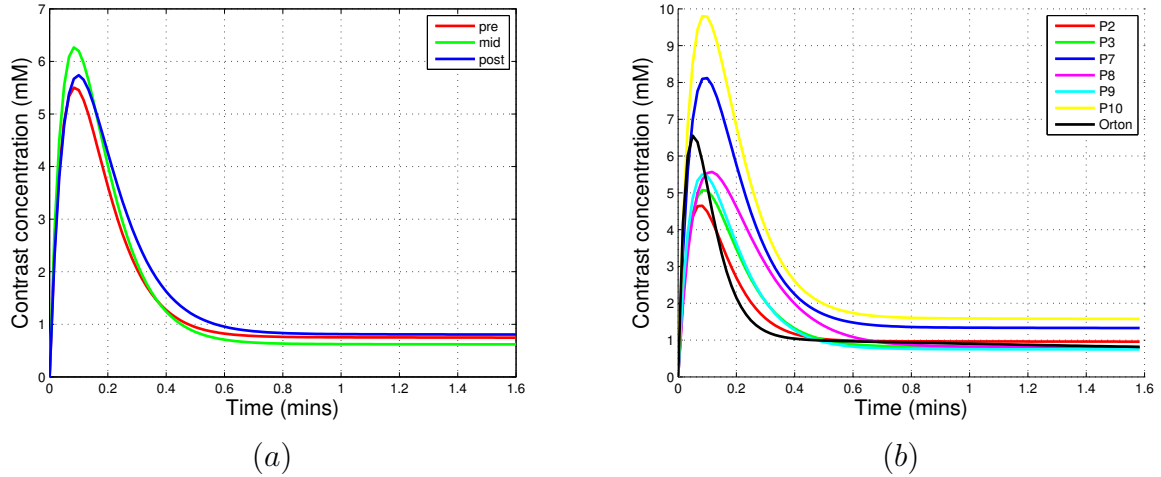 7
6
5
4
3
2
1
0
0 0.2 0.4 0.6 0.8 1 1.2 1.4 1.6
Contrast concentration (mM)
Time (mins)
pre
mid
post
(a)
10
9
8
7
6
5
4
3
2
1
0
0 0.2 0.4 0.6 0.8 1 1.2 1.4 1.6
Contrast concentration (mM)
Time (mins)
P2
P3
P7
P8
P9
P10
Orton
(b)